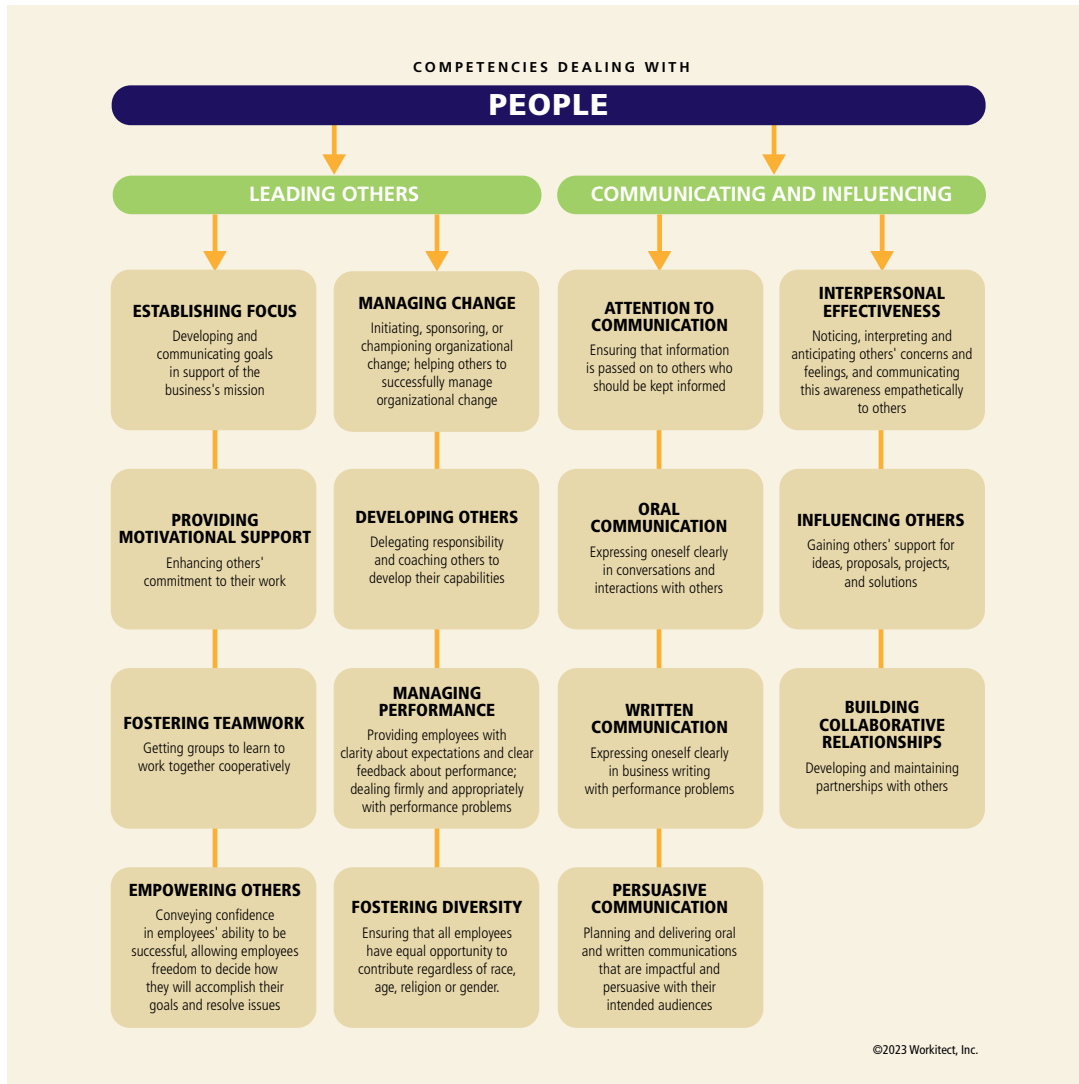 COMPETENCIES DEALING WITH
PEOPLE
LEADING OTHERS
ESTABLISHING FOCUS
Developing and
communicating goals
in support of the
business's mission
PROVIDING
MOTIVATIONAL SUPPORT
Enhancing others'
commitment to their work
FOSTERING TEAMWORK
Getting groups to learn to
work together cooperatively
EMPOWERING OTHERS
Conveying confidence
in employees' ability to be
successful, allowing employees
freedom to decide how
they will accomplish their
goals and resolve issues
MANAGING CHANGE
Initiating, sponsoring, or
championing organizational
change; helping others to
successfully manage
organizational change
DEVELOPING OTHERS
Delegating responsibility
and coaching others to
develop their capabilities
MANAGING
PERFORMANCE
Providing employees with
clarity about expectations and clear
feedback about performance;
dealing firmly and appropriately
with performance problems
FOSTERING DIVERSITY
Ensuring that all employees
have equal opportunity to
contribute regardless of race,
age, religion or gender.
COMMUNICATING AND INFLUENCING
ATTENTION TO
COMMUNICATION
Ensuring that information
is passed on to others who
should be kept informed
ORAL
COMMUNICATION
Expressing oneself clearly
in conversations and
interactions with others
WRITTEN
COMMUNICATION
Expressing oneself clearly
in business writing
with performance problems
PERSUASIVE
COMMUNICATION
Planning and delivering oral
and written communications
that are impactful and
persuasive with their
intended audiences
INTERPERSONAL
EFFECTIVENESS
Noticing, interpreting and
anticipating others' concerns and
feelings, and communicating
this awareness empathetically
to others
INFLUENCING OTHERS
Gaining others' support for
ideas, proposals, projects,
and solutions
BUILDING
COLLABORATIVE
RELATIONSHIPS
Developing and maintaining
partnerships with others
©2023 Workitect, Inc.